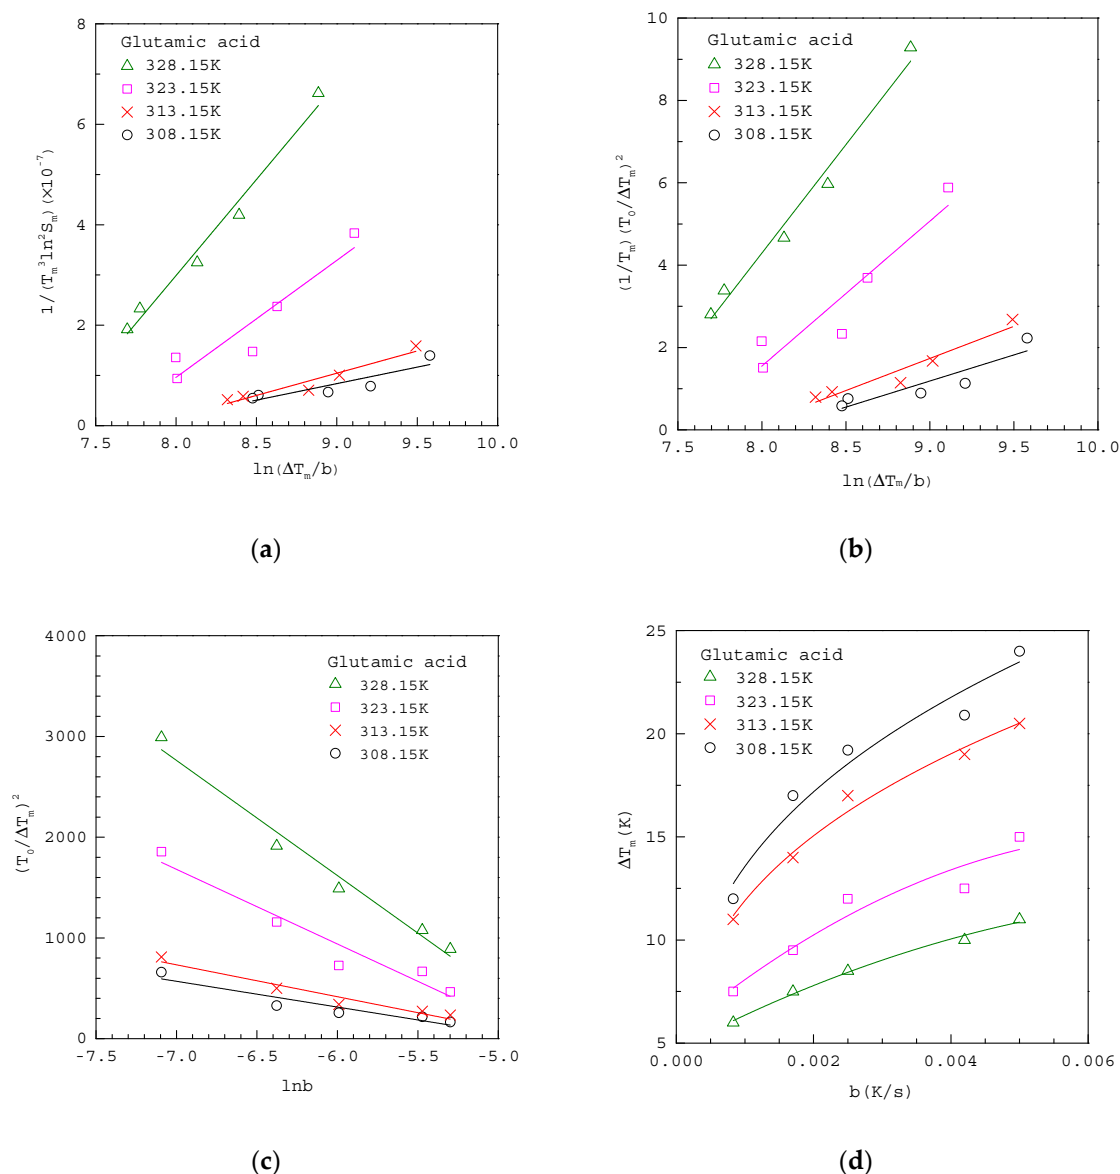 8
6
4
2
0
7.5 8.0 8.5 9.0 9.5 10.0
1/(Tₘ³ln²Sₘ)(×10⁻⁷)
ln(ΔTₘ/b)
Glutamic acid
328.15K
323.15K
313.15K
308.15K
(a)
10
8
6
4
2
0
7.5 8.0 8.5 9.0 9.5 10.0
(1/Tₘ)(T₀/ΔTₘ)²
ln(ΔTₘ/b)
Glutamic acid
328.15K
323.15K
313.15K
308.15K
(b)
4000
3000
2000
1000
0
-7.5 -7.0 -6.5 -6.0 -5.5 -5.0
(T₀/ΔTₘ)²
lnb
Glutamic acid
328.15K
323.15K
313.15K
308.15K
(c)
25
20
15
10
5
0.000 0.002 0.004 0.006
ΔTₘ(K)
b(K/s)
Glutamic acid
328.15K
323.15K
313.15K
308.15K
(d)